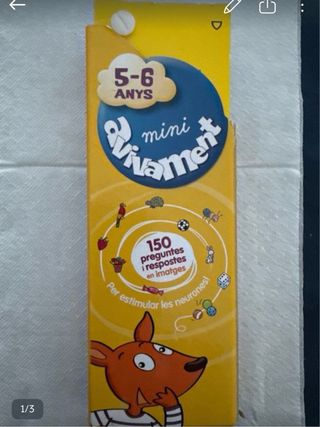 5-6
ANYS
mini
avivament
150
preguntes
i respostes
en imatges
Per estimular les neurones!
1/3